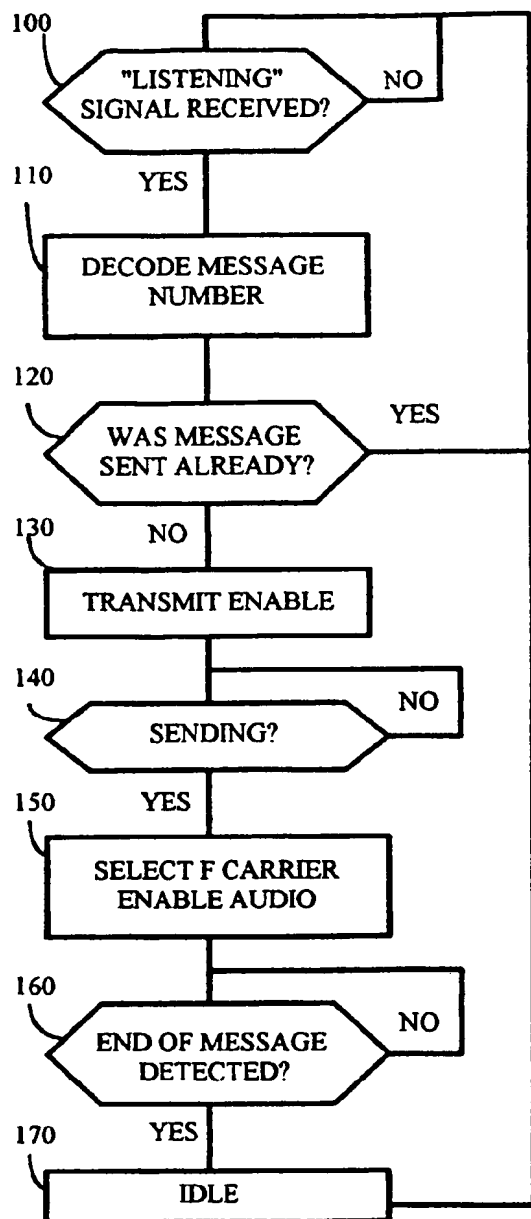 100
"LISTENING"
SIGNAL RECEIVED?
NO
YES
110
DECODE MESSAGE
NUMBER
120
WAS MESSAGE
SENT ALREADY?
YES
NO
130
TRANSMIT ENABLE
140
SENDING?
NO
YES
150
SELECT F CARRIER
ENABLE AUDIO
160
END OF MESSAGE
DETECTED?
NO
YES
170
IDLE